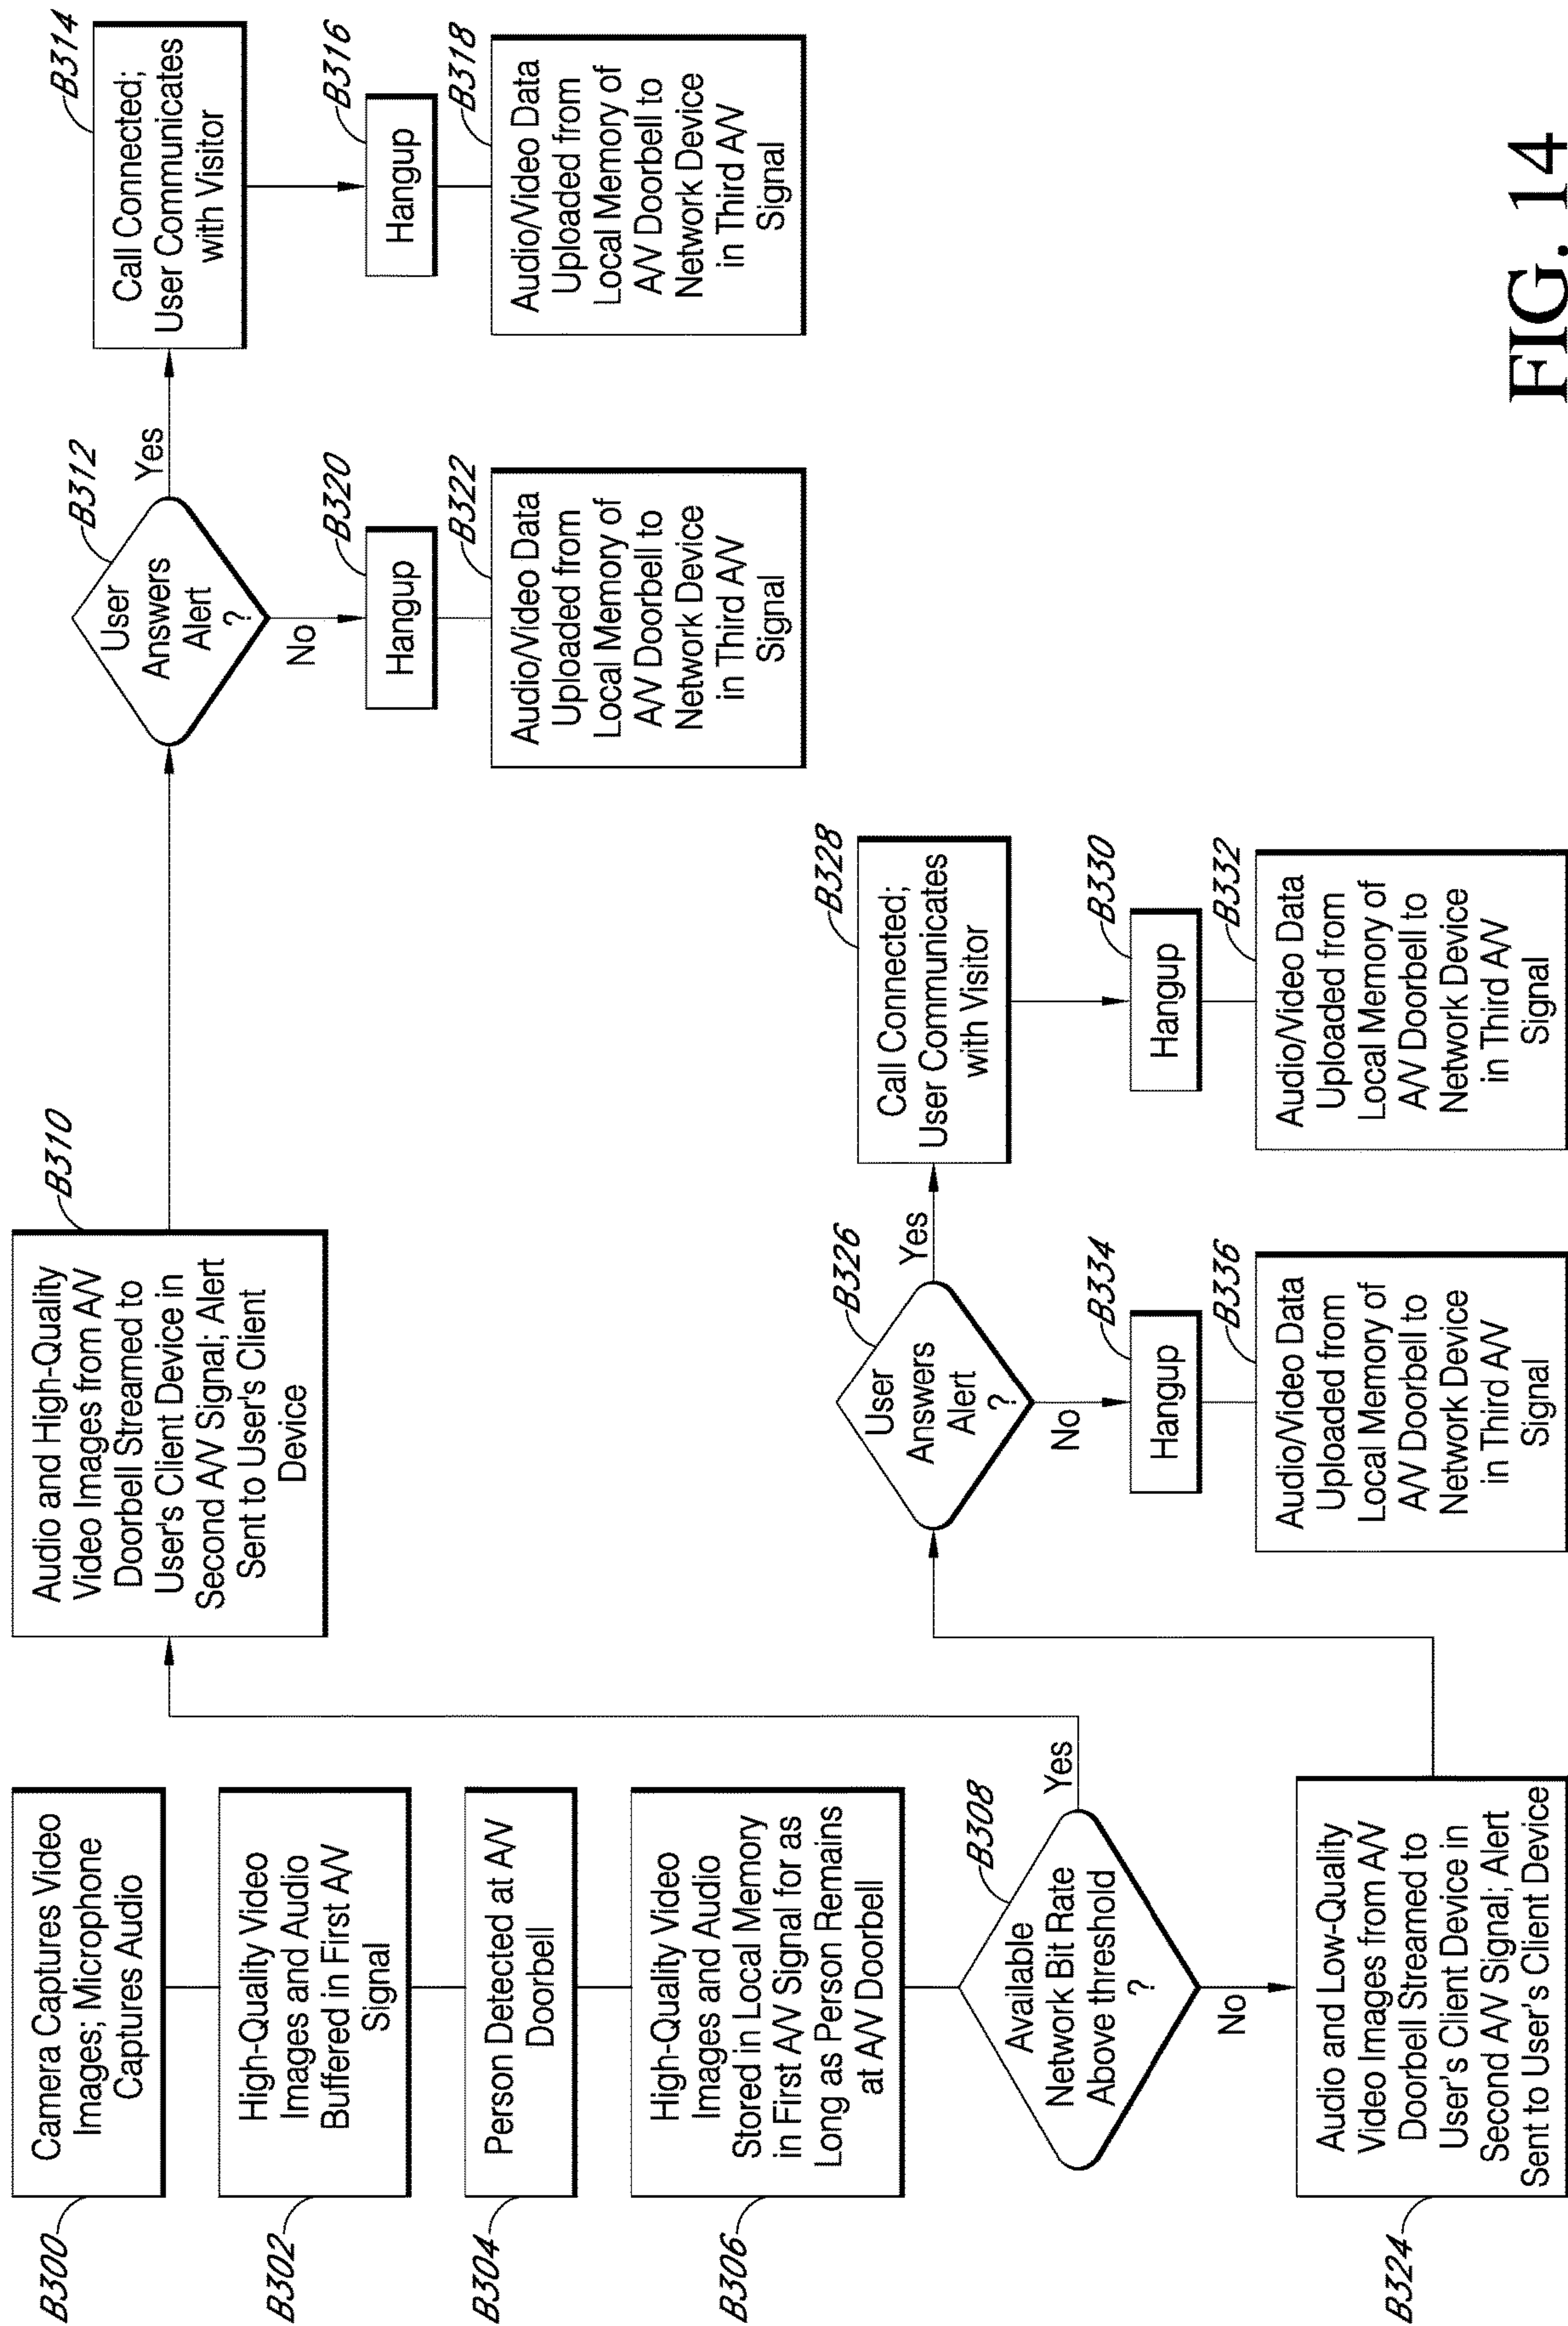 B300
Camera Captures Video
Images; Microphone
Captures Audio
B302
High-Quality Video
Images and Audio
Buffered in First A/V
Signal
B304
Person Detected at A/V
Doorbell
B306
High-Quality Video
Images and Audio
Stored in Local Memory
in First A/V Signal for as
Long as Person Remains
at A/V Doorbell
B308
Available
Network Bit Rate
Above threshold
?
Yes
No
B310
Audio and High-Quality
Video Images from A/V
Doorbell Streamed to
User's Client Device in
Second A/V Signal; Alert
Sent to User's Client
Device
B312
User
Answers
Alert
?
Yes
No
B314
Call Connected;
User Communicates
with Visitor
B316
Hangup
B318
Audio/Video Data
Uploaded from
Local Memory of
A/V Doorbell to
Network Device
in Third A/V
Signal
B320
Hangup
B322
Audio/Video Data
Uploaded from
Local Memory of
A/V Doorbell to
Network Device
in Third A/V
Signal
B324
Audio and Low-Quality
Video Images from A/V
Doorbell Streamed to
User's Client Device in
Second A/V Signal; Alert
Sent to User's Client Device
B326
User
Answers
Alert
?
Yes
No
B328
Call Connected;
User Communicates
with Visitor
B330
Hangup
B332
Audio/Video Data
Uploaded from
Local Memory of
A/V Doorbell to
Network Device
in Third A/V
Signal
B334
Hangup
B336
Audio/Video Data
Uploaded from
Local Memory of
A/V Doorbell to
Network Device
in Third A/V
Signal
FIG. 14